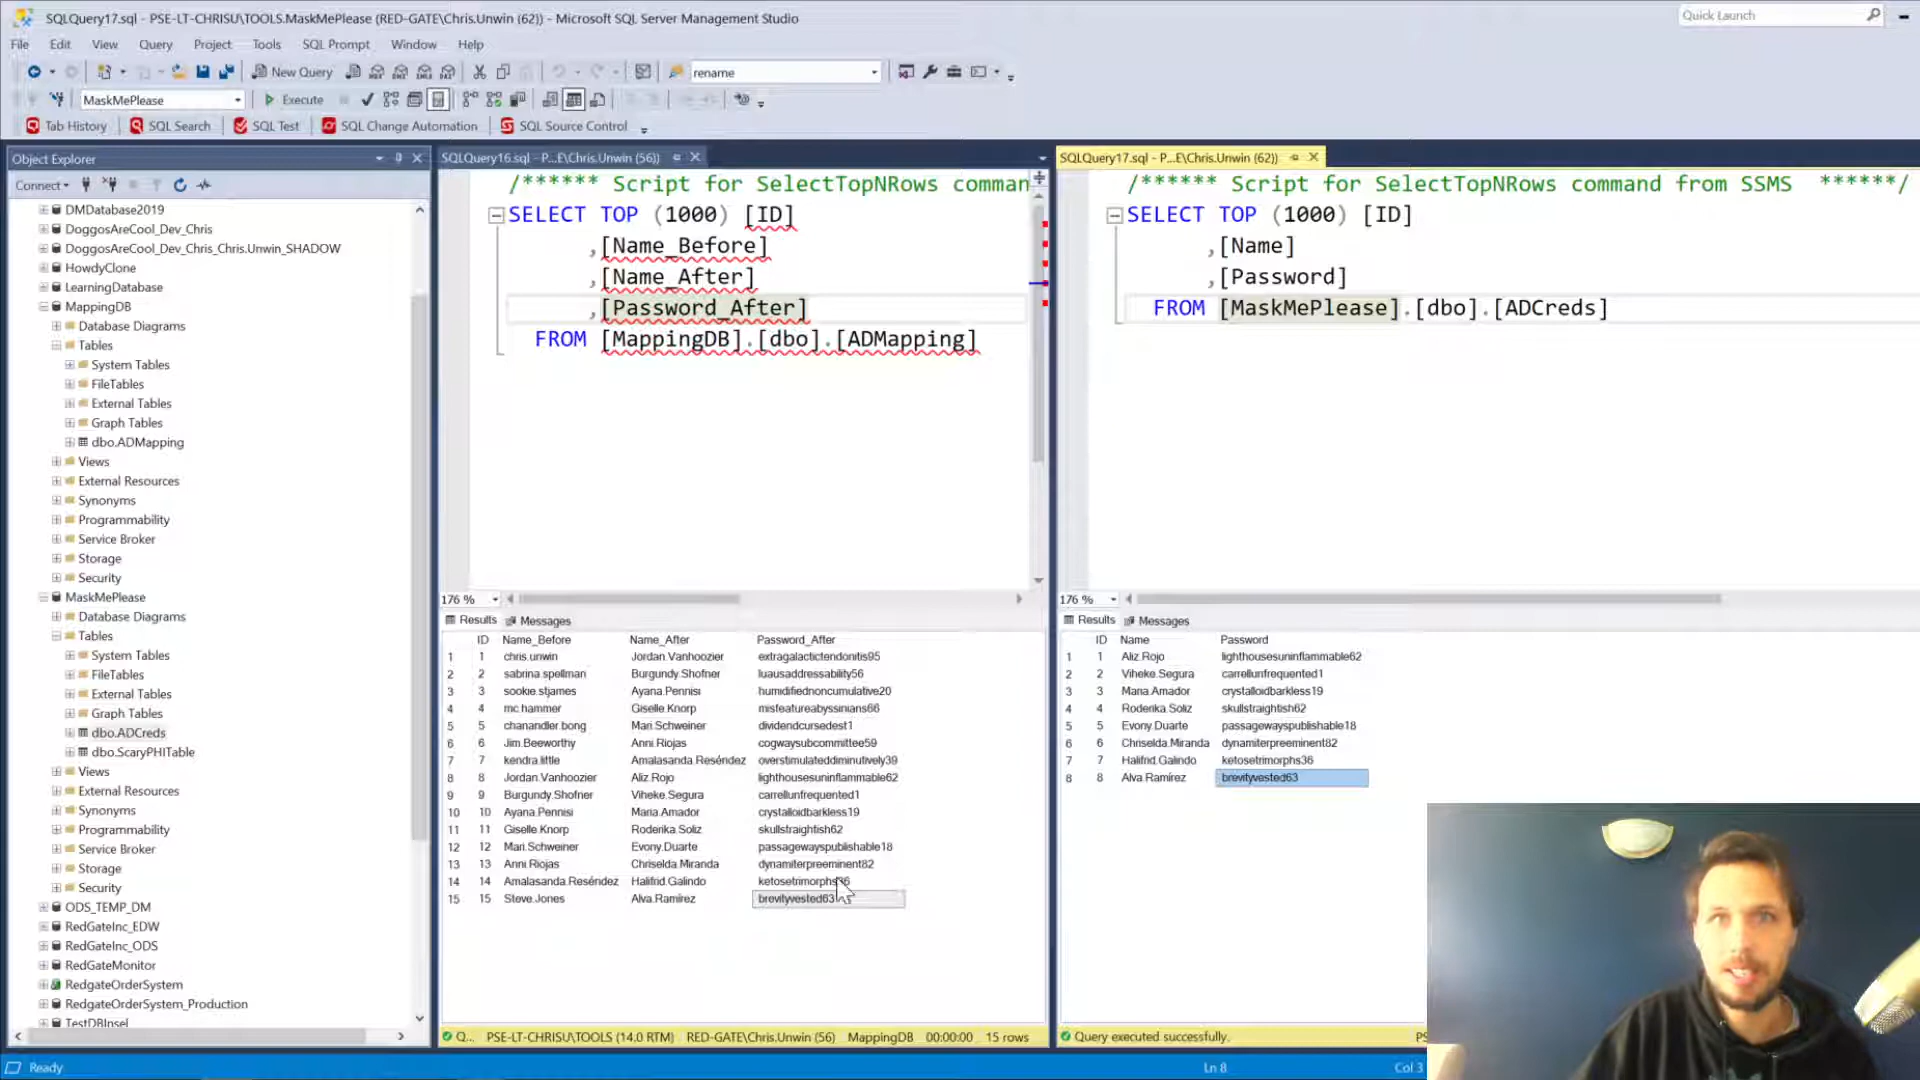 SQLQuery17.sql - PSE-LT-CHRISU\TOOLS.MaskMePlease (RED-GATE\Chris.Unwin (62)) - Microsoft SQL Server Management Studio
Quick Launch
File Edit View Query Project Tools SQL Prompt Window Help
New Query rename
MaskMePlease Execute
Tab History SQL Search SQL Test SQL Change Automation SQL Source Control
Object Explorer
Connect
DMDatabase2019
DoggosAreCool_Dev_Chris
DoggosAreCool_Dev_Chris_Chris.Unwin_SHADOW
HowdyClone
LearningDatabase
MappingDB
Database Diagrams
Tables
System Tables
FileTables
External Tables
Graph Tables
dbo.ADMapping
Views
External Resources
Synonyms
Programmability
Service Broker
Storage
Security
MaskMePlease
Database Diagrams
Tables
System Tables
FileTables
External Tables
Graph Tables
dbo.ADCreds
dbo.ScaryPHITable
Views
External Resources
Synonyms
Programmability
Service Broker
Storage
Security
ODS_TEMP_DM
RedGateInc_EDW
RedGateInc_ODS
RedGateMonitor
RedgateOrderSystem
RedgateOrderSystem_Production
TestDBInsel
SQLQuery16.sql - P...E\Chris.Unwin (56))
/****** Script for SelectTopNRows comman
SELECT TOP (1000) [ID]
,[Name_Before]
,[Name_After]
,[Password_After]
FROM [MappingDB].[dbo].[ADMapping]
176 %
Results Messages
ID Name_Before Name_After Password_After
1 1 chris.unwin Jordan.Vanhoozier extragalactictendonitis95
2 2 sabrina.spellman Burgundy.Shofner luausaddressability56
3 3 sookie.stjames Ayana.Pennisi humidifiednoncumulative20
4 4 mc.hammer Giselle.Knorp misfeatureabyssinians66
5 5 chanandler.bong Mari.Schweiner dividendcursedest1
6 6 Jim.Beeworthy Anni.Riojas cogwaysubcommittee59
7 7 kendra.little Amalasanda.Reséndez overstimulateddiminutively39
8 8 Jordan.Vanhoozier Aliz.Rojo lighthousesuninflammable62
9 9 Burgundy.Shofner Viheke.Segura carrellunfrequented1
10 10 Ayana.Pennisi Maria.Amador crystalloidbarkless19
11 11 Giselle.Knorp Roderika.Soliz skullstraightish62
12 12 Mari.Schweiner Evony.Duarte passagewayspublishable18
13 13 Anni.Riojas Chriselda.Miranda dynamiterpreeminent82
14 14 Amalasanda.Reséndez Halifrid.Galindo ketosetrimorphs36
15 15 Steve.Jones Alva.Ramírez brevityvested63
Q... PSE-LT-CHRISU\TOOLS (14.0 RTM) RED-GATE\Chris.Unwin (56) MappingDB 00:00:00 15 rows
SQLQuery17.sql - P...E\Chris.Unwin (62))
/****** Script for SelectTopNRows command from SSMS ******/
SELECT TOP (1000) [ID]
,[Name]
,[Password]
FROM [MaskMePlease].[dbo].[ADCreds]
176 %
Results Messages
ID Name Password
1 1 Aliz.Rojo lighthousesuninflammable62
2 2 Viheke.Segura carrellunfrequented1
3 3 Maria.Amador crystalloidbarkless19
4 4 Roderika.Soliz skullstraightish62
5 5 Evony.Duarte passagewayspublishable18
6 6 Chriselda.Miranda dynamiterpreeminent82
7 7 Halifrid.Galindo ketosetrimorphs36
8 8 Alva.Ramírez brevityvested63
Query executed successfully. PS
Ready Ln 8 Col 3